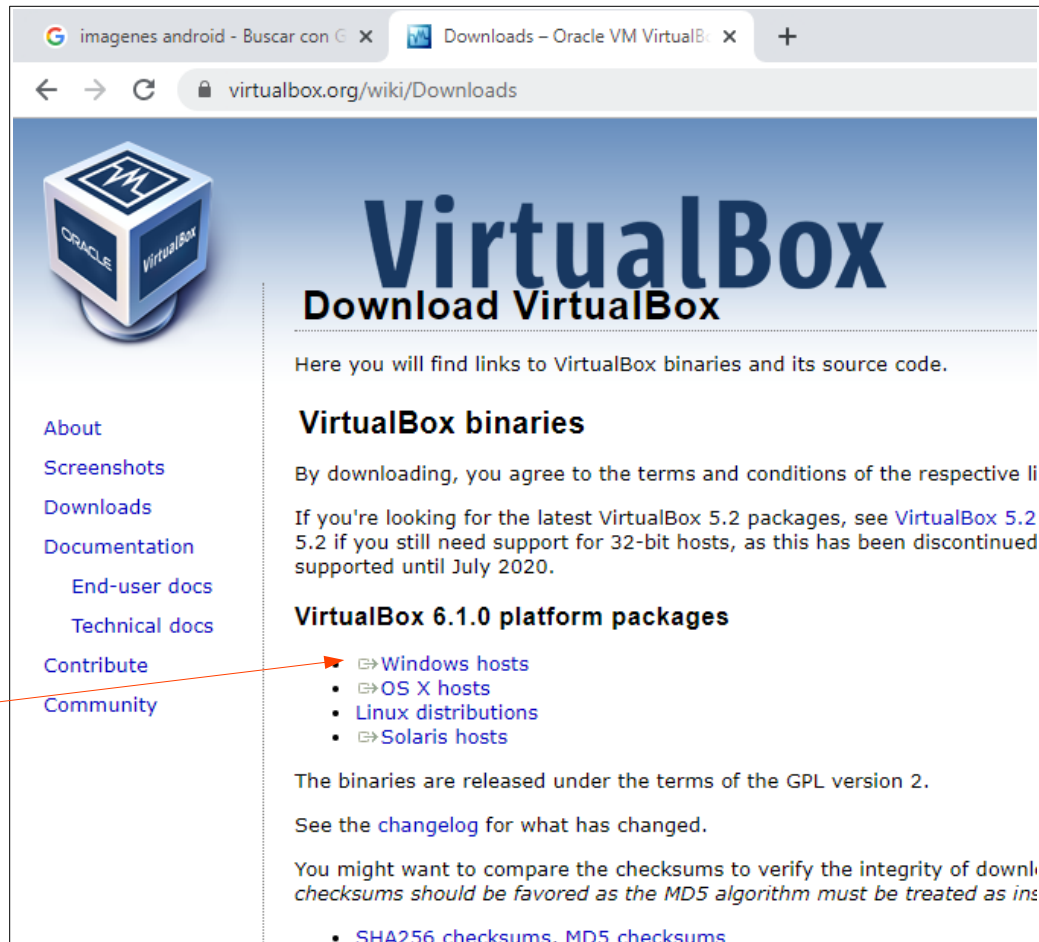 imagenes android - Buscar con G
Downloads – Oracle VM VirtualBo
virtualbox.org/wiki/Downloads
ORACLE
VirtualBox
VirtualBox
Download VirtualBox
Here you will find links to VirtualBox binaries and its source code.
About
Screenshots
Downloads
Documentation
End-user docs
Technical docs
Contribute
Community
VirtualBox binaries
By downloading, you agree to the terms and conditions of the respective li
If you're looking for the latest VirtualBox 5.2 packages, see VirtualBox 5.2
5.2 if you still need support for 32-bit hosts, as this has been discontinued
supported until July 2020.
VirtualBox 6.1.0 platform packages
Windows hosts
OS X hosts
Linux distributions
Solaris hosts
The binaries are released under the terms of the GPL version 2.
See the changelog for what has changed.
You might want to compare the checksums to verify the integrity of downl
checksums should be favored as the MD5 algorithm must be treated as ins
SHA256 checksums, MD5 checksums